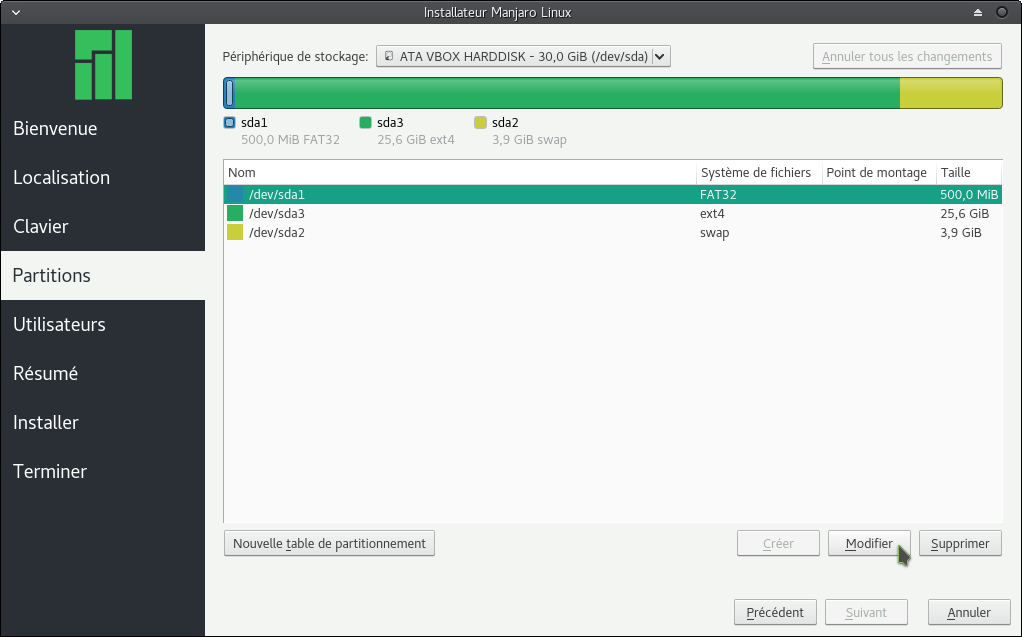 Installateur Manjaro Linux
Bienvenue
Localisation
Clavier
Partitions
Utilisateurs
Résumé
Installer
Terminer
Périphérique de stockage: ATA VBOX HARDDISK - 30,0 GiB (/dev/sda) Annuler tous les changements
sda1 sda3 sda2
500,0 MiB FAT32 25,6 GiB ext4 3,9 GiB swap
Nom Système de fichiers Point de montage Taille
/dev/sda1 FAT32 500,0 MiB
/dev/sda3 ext4 25,6 GiB
/dev/sda2 swap 3,9 GiB
Nouvelle table de partitionnement Créer Modifier Supprimer
Précédent Suivant Annuler